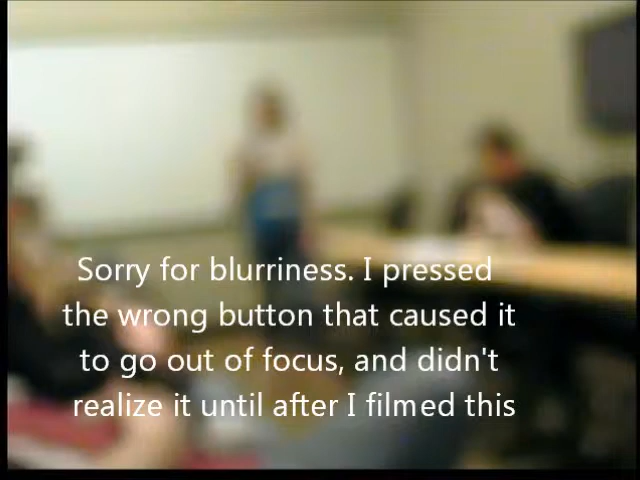 Sorry for blurriness. I pressed
the wrong button that caused it
to go out of focus, and didn't
realize it until after I filmed this